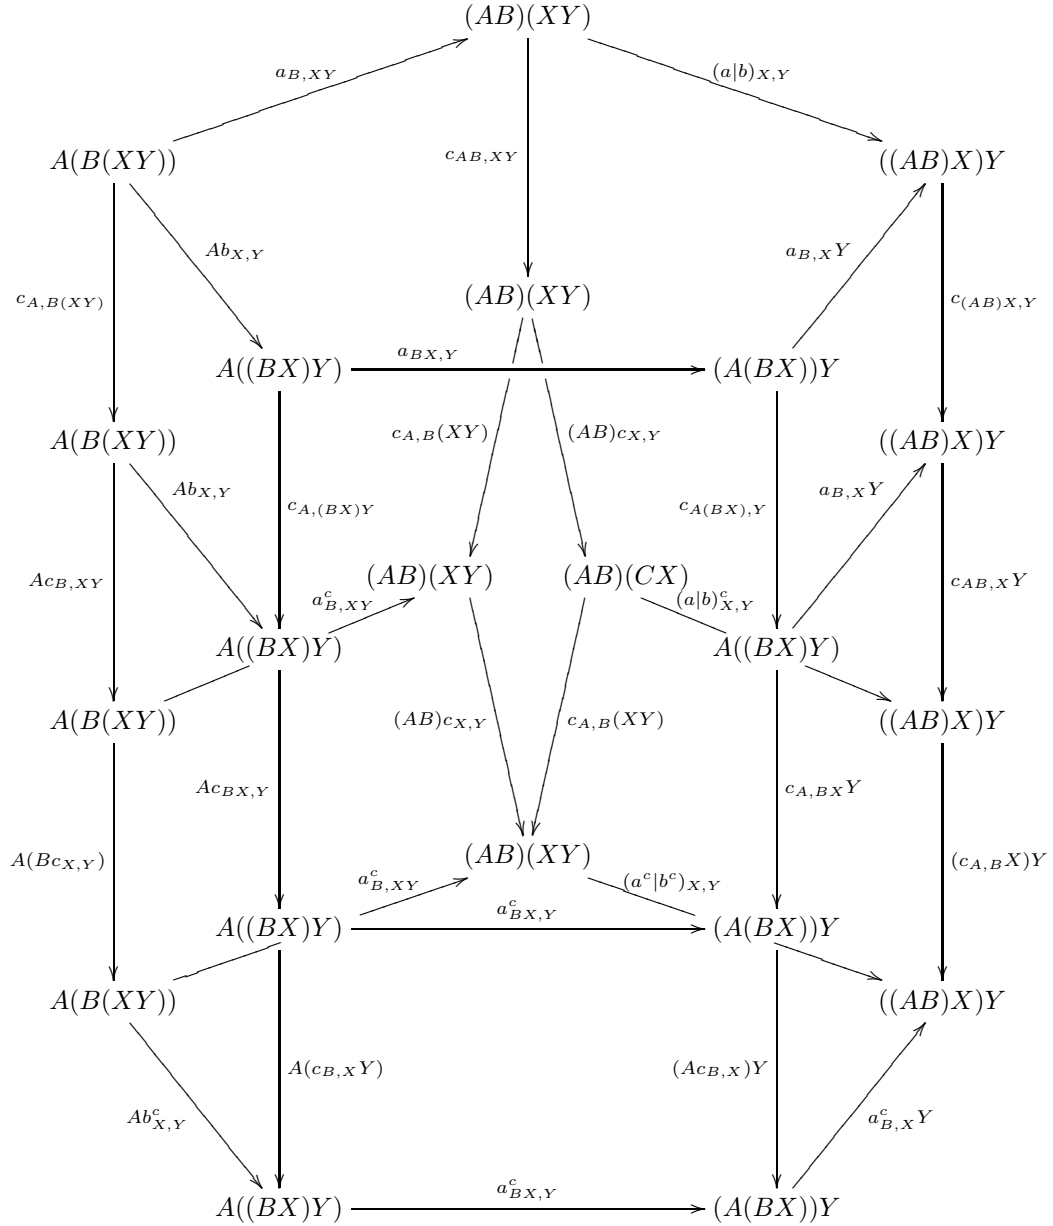 (AB)(XY)
a_{B,XY} (a|b)_{X,Y}
A(B(XY)) c_{AB,XY} ((AB)X)Y
Ab_{X,Y} a_{B,X}Y
c_{A,B(XY)} (AB)(XY) c_{(AB)X,Y}
A((BX)Y) a_{BX,Y} (A(BX))Y
A(B(XY)) c_{A,B}(XY) (AB)c_{X,Y} ((AB)X)Y
Ab_{X,Y} c_{A,(BX)Y} c_{A(BX),Y} a_{B,X}Y
Ac_{B,XY} (AB)(XY) (AB)(CX) c_{AB,X}Y
a^c_{B,XY} (a|b)^c_{X,Y}
A((BX)Y) A((BX)Y)
A(B(XY)) (AB)c_{X,Y} c_{A,B}(XY) ((AB)X)Y
Ac_{BX,Y} c_{A,BX}Y
A(Bc_{X,Y}) (AB)(XY) (c_{A,B}X)Y
a^c_{B,XY} (a^c|b^c)_{X,Y}
A((BX)Y) a^c_{BX,Y} (A(BX))Y
A(B(XY)) ((AB)X)Y
A(c_{B,X}Y) (Ac_{B,X})Y
Ab^c_{X,Y} a^c_{B,X}Y
A((BX)Y) a^c_{BX,Y} (A(BX))Y